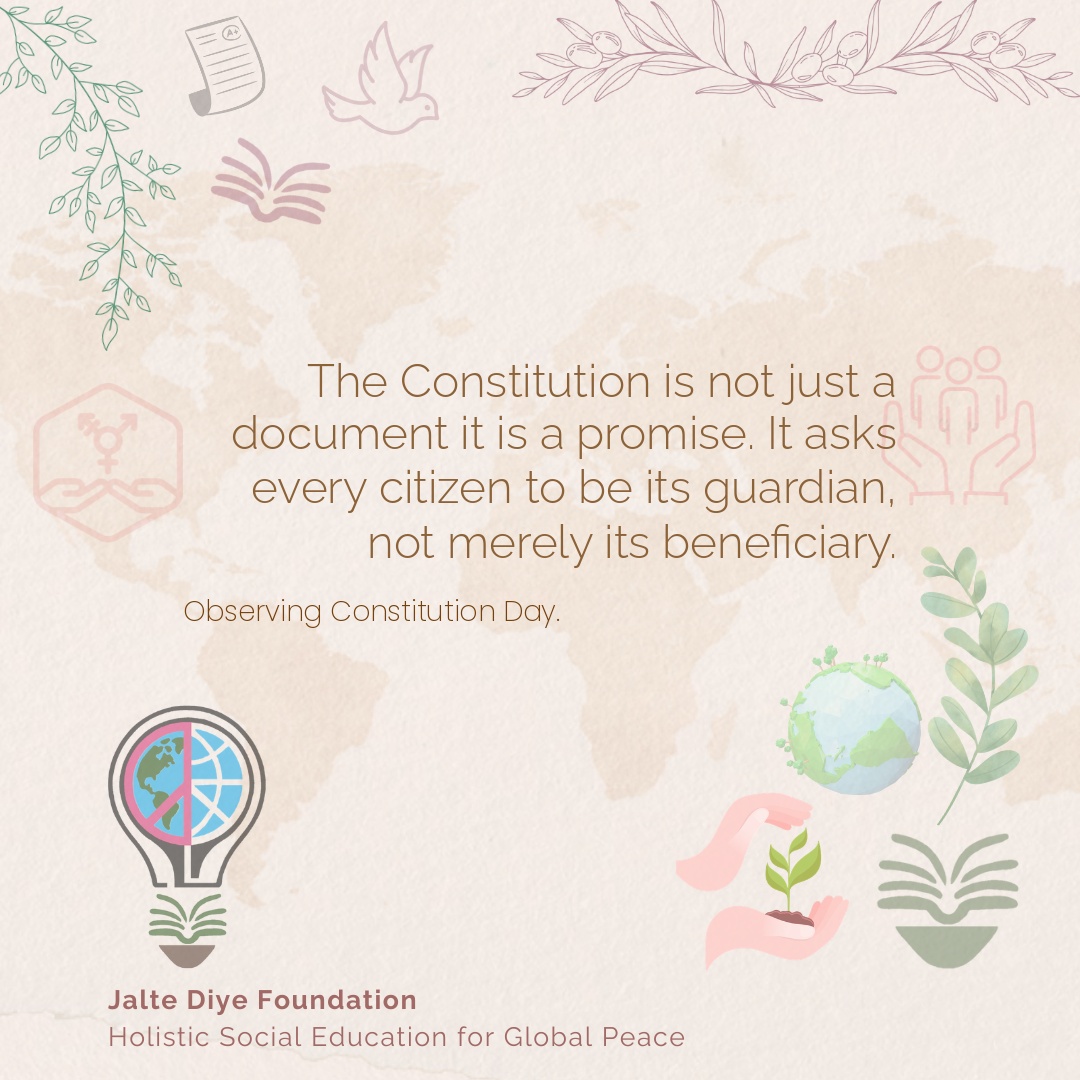 A+
The Constitution is not just a
document it is a promise. It asks
every citizen to be its guardian,
not merely its beneficiary.
Observing Constitution Day.
Jalte Diye Foundation
Holistic Social Education for Global Peace